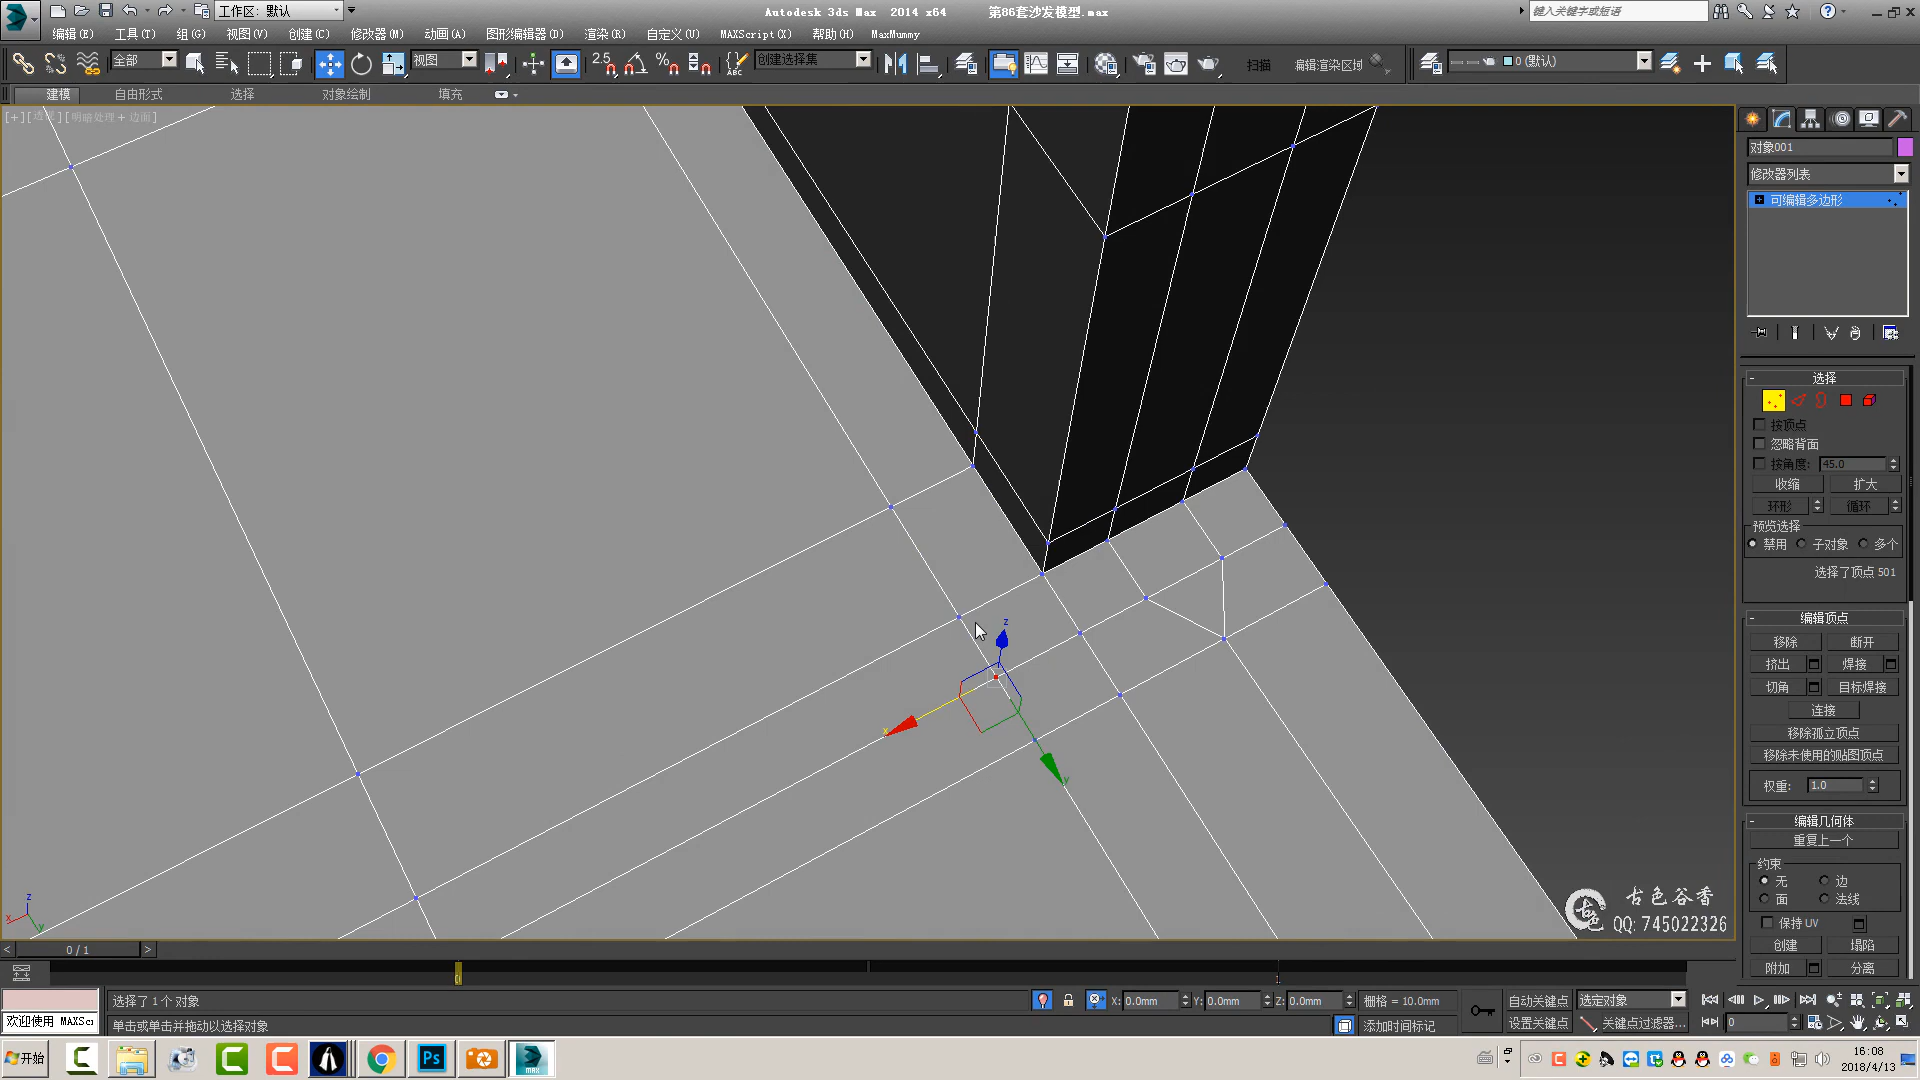 Autodesk 3ds Max  2014 x64    第86套沙发模型.max
工作区: 默认
键入关键字或短语
编辑(E) 工具(T) 组(G) 视图(V) 创建(C) 修改器(M) 动画(A) 图形编辑器(D) 渲染(R) 自定义(U) MAXScript(X) 帮助(H) MaxMummy
全部 视图 2.5 创建选择集 扫描 编辑渲染区域 0 (默认)
建模 自由形式 选择 对象绘制 填充
[+][透视][明暗处理 + 边面]
对象001
修改器列表
可编辑多边形
选择
按顶点
忽略背面
按角度: 45.0
收缩 扩大
环形 循环
预览选择
禁用 子对象 多个
选择了顶点 501
编辑顶点
移除 断开
挤出 焊接
切角 目标焊接
连接
移除孤立顶点
移除未使用的贴图顶点
权重: 1.0
编辑几何体
重复上一个
约束
无 边
面 法线
保持 UV
创建 塌陷
附加 分离
z
x
y
z
x
y
古色谷香
QQ: 745022326
0 / 1
选择了 1 个 对象
X: 0.0mm Y: 0.0mm Z: 0.0mm 栅格 = 10.0mm 自动关键点 选定对象
欢迎使用 MAXSc
单击或单击并拖动以选择对象
添加时间标记 设置关键点 关键点过滤器... 0
开始
Ps
MAX
16:08
2018/4/13